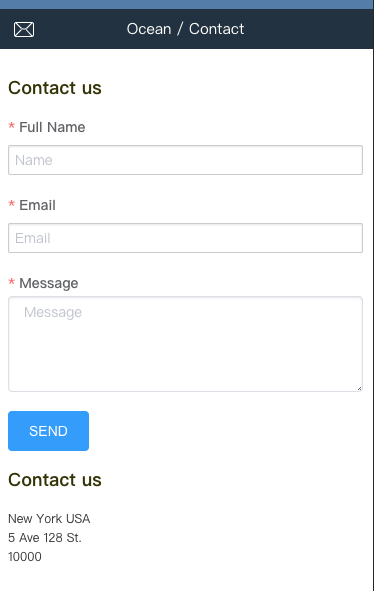 Ocean / Contact
Contact us
* Full Name
Name
* Email
Email
* Message
Message
SEND
Contact us
New York USA
5 Ave 128 St.
10000